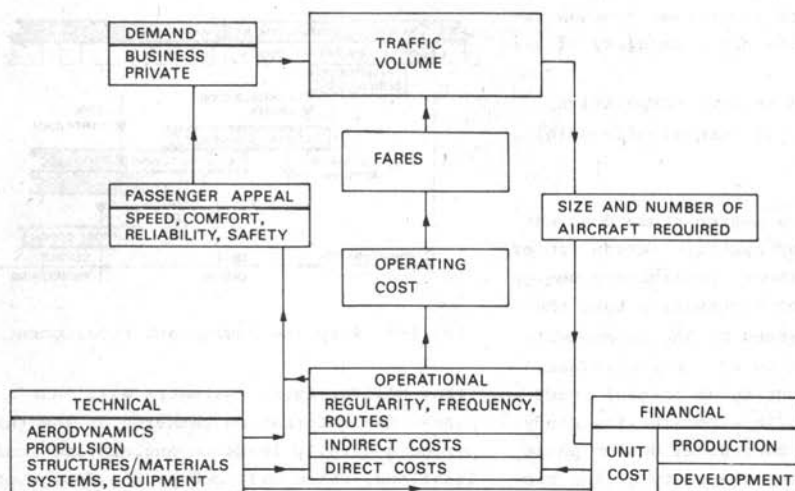 DEMAND
BUSINESS
PRIVATE
TRAFFIC
VOLUME
FARES
FASSENGER APPEAL
SPEED, COMFORT,
RELIABILITY, SAFETY
SIZE AND NUMBER OF
AIRCRAFT REQUIRED
OPERATING
COST
TECHNICAL
AERODYNAMICS
PROPULSION
STRUCTURES/MATERIALS
SYSTEMS, EQUIPMENT
OPERATIONAL
REGULARITY, FREQUENCY,
ROUTES
INDIRECT COSTS
DIRECT COSTS
FINANCIAL
UNIT
COST
PRODUCTION
DEVELOPMENT